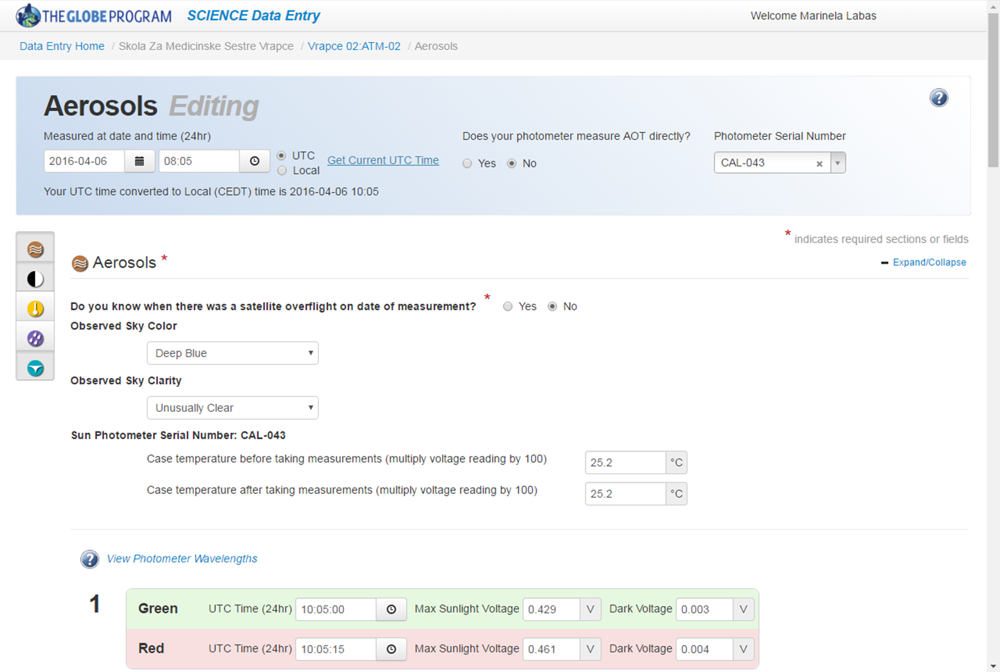 THE GLOBE PROGRAM SCIENCE Data Entry Welcome Marinela Labas
Data Entry Home / Skola Za Medicinske Sestre Vrapce / Vrapce 02:ATM-02 / Aerosols
Aerosols Editing
Measured at date and time (24hr) Does your photometer measure AOT directly? Photometer Serial Number
2016-04-06 08:05 UTC Local Get Current UTC Time Yes No CAL-043
Your UTC time converted to Local (CEDT) time is 2016-04-06 10:05
* indicates required sections or fields
Aerosols * Expand/Collapse
Do you know when there was a satellite overflight on date of measurement? * Yes No
Observed Sky Color
Deep Blue
Observed Sky Clarity
Unusually Clear
Sun Photometer Serial Number: CAL-043
Case temperature before taking measurements (multiply voltage reading by 100) 25.2 °C
Case temperature after taking measurements (multiply voltage reading by 100) 25.2 °C
View Photometer Wavelengths
1 Green UTC Time (24hr) 10:05:00 Max Sunlight Voltage 0.429 V Dark Voltage 0.003 V
Red UTC Time (24hr) 10:05:15 Max Sunlight Voltage 0.461 V Dark Voltage 0.004 V